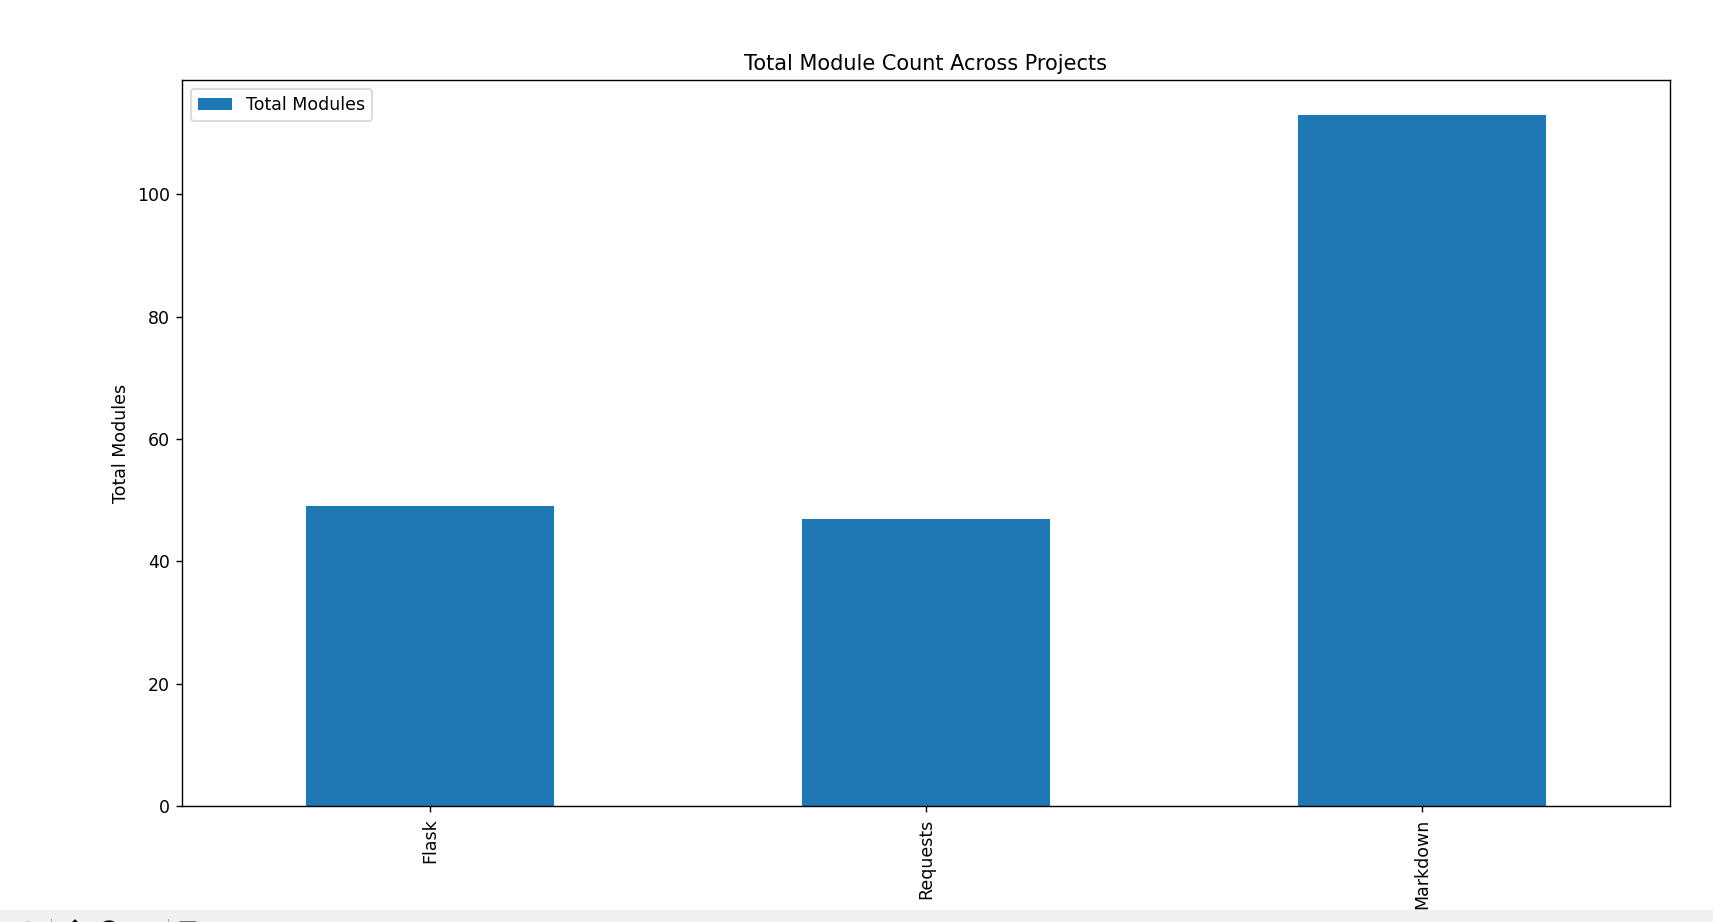 Total Module Count Across Projects
Total Modules
100
80
60
40
20
0
Total Modules
Flask
Requests
Markdown